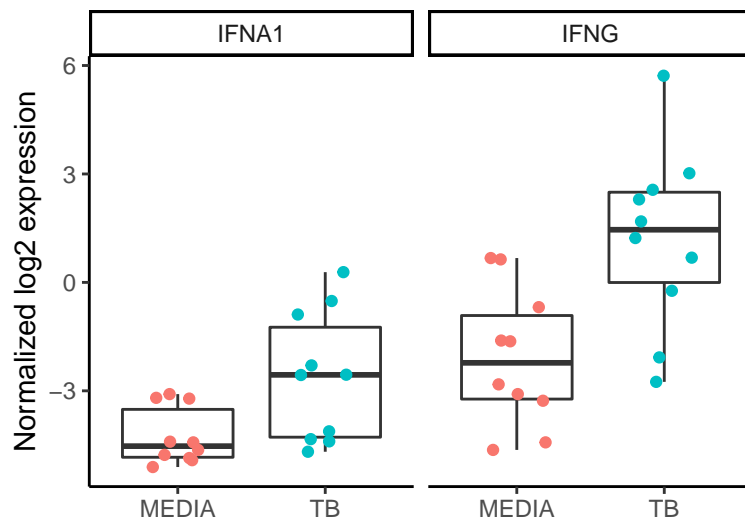 IFNA1
IFNG
Normalized log2 expression
6
3
0
−3
MEDIA
TB
MEDIA
TB